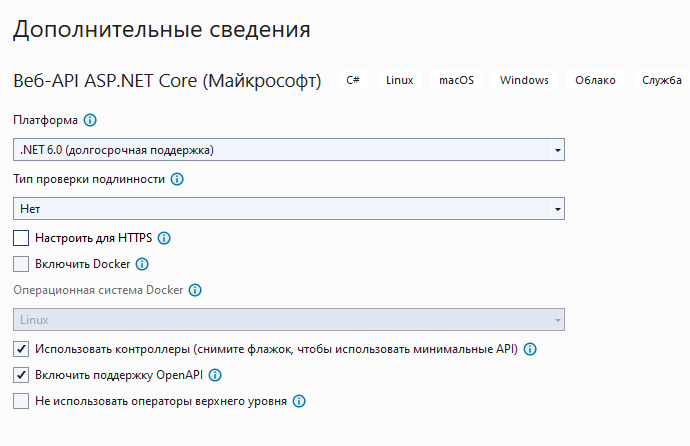 Дополнительные сведения
Веб-API ASP.NET Core (Майкрософт) C# Linux macOS Windows Облако Служба
Платформа
.NET 6.0 (долгосрочная поддержка)
Тип проверки подлинности
Нет
Настроить для HTTPS
Включить Docker
Операционная система Docker
Linux
Использовать контроллеры (снимите флажок, чтобы использовать минимальные API)
Включить поддержку OpenAPI
Не использовать операторы верхнего уровня